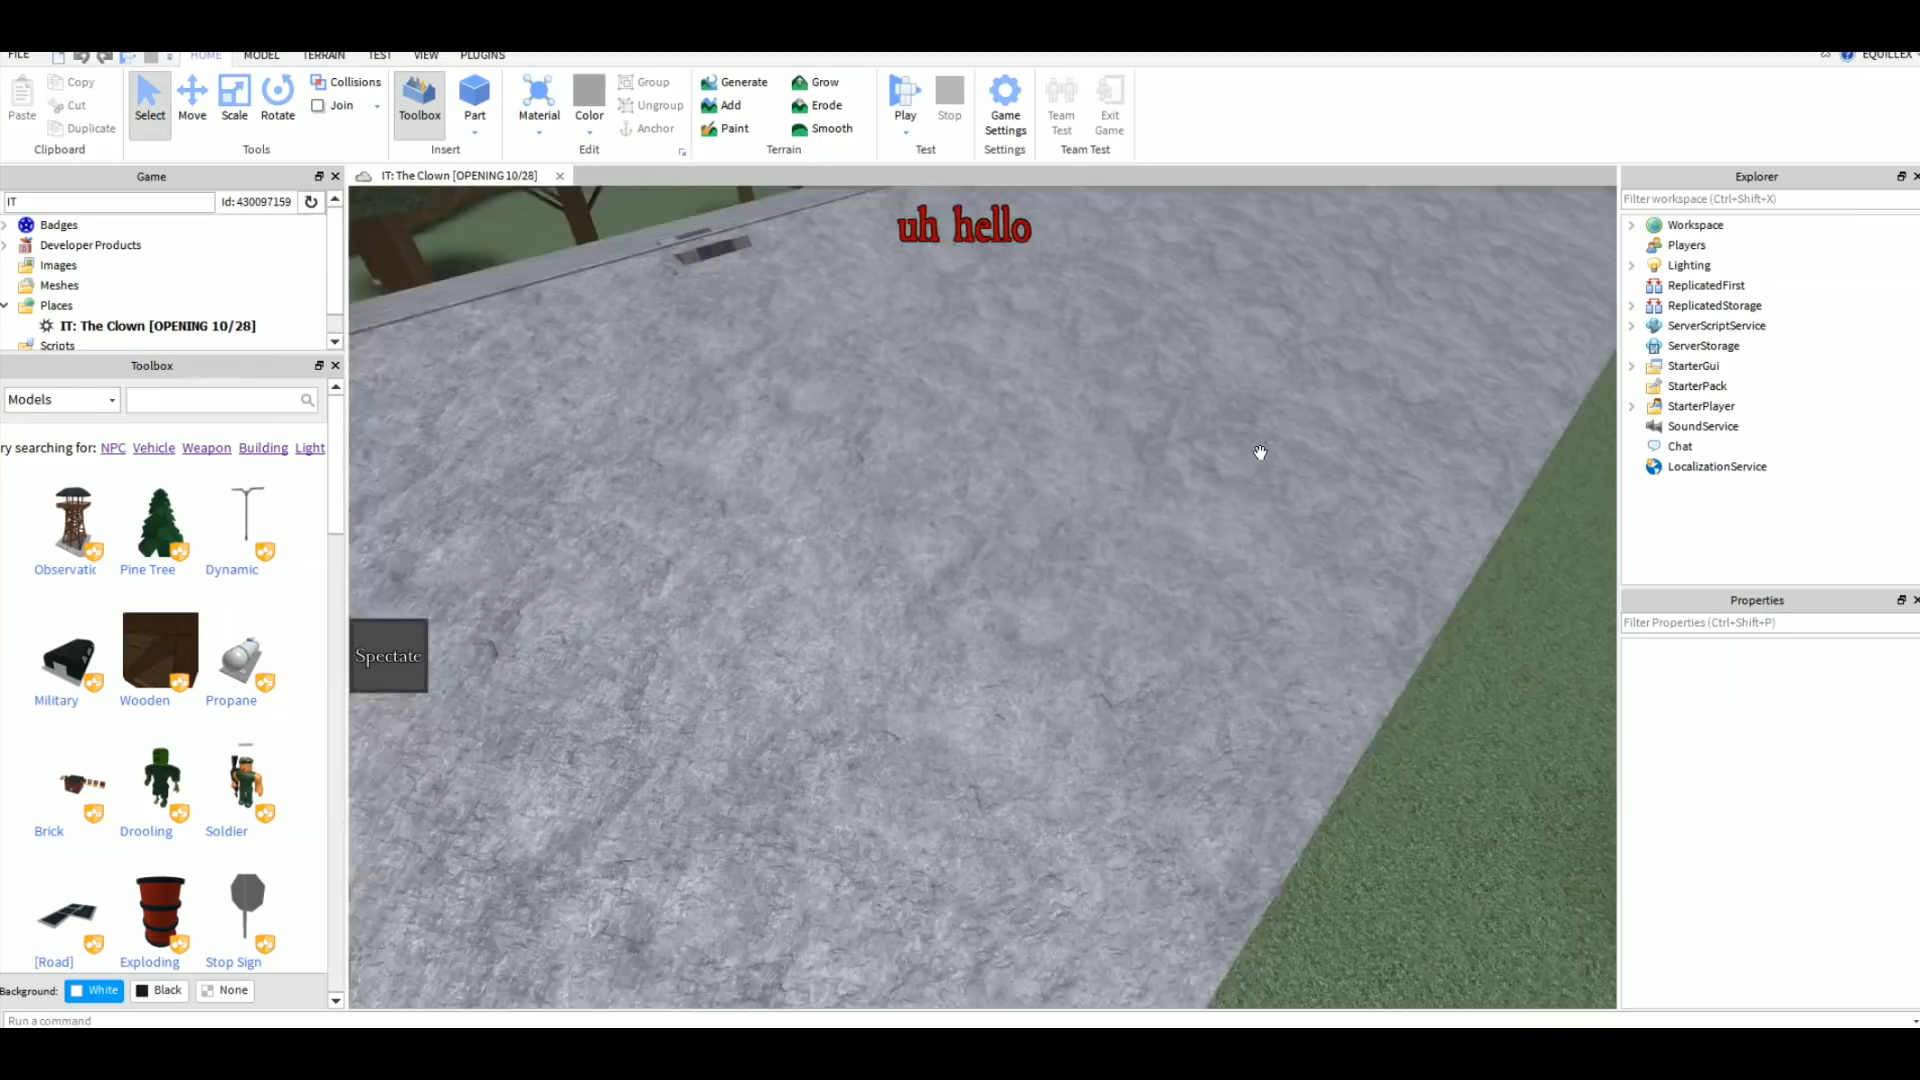 FILE HOME MODEL TERRAIN TEST VIEW PLUGINS EQUILLEX
Copy Collisions Group Generate Grow
Cut Join Ungroup Add Erode
Duplicate Anchor Paint Smooth
Paste Select Move Scale Rotate Toolbox Part Material Color Play Stop Game Settings Team Test Exit Game
Clipboard Tools Insert Edit Terrain Test Settings Team Test
Game
IT Id: 430097159
Badges
Developer Products
Images
Meshes
Places
IT: The Clown [OPENING 10/28]
Scripts
Toolbox
Models
ry searching for: NPC Vehicle Weapon Building Light
Observatic Pine Tree Dynamic
Military Wooden Propane
Brick Drooling Soldier
[Road] Exploding Stop Sign
Background: White Black None
Run a command
IT: The Clown [OPENING 10/28]
uh hello
Spectate
Explorer
Filter workspace (Ctrl+Shift+X)
Workspace
Players
Lighting
ReplicatedFirst
ReplicatedStorage
ServerScriptService
ServerStorage
StarterGui
StarterPack
StarterPlayer
SoundService
Chat
LocalizationService
Properties
Filter Properties (Ctrl+Shift+P)